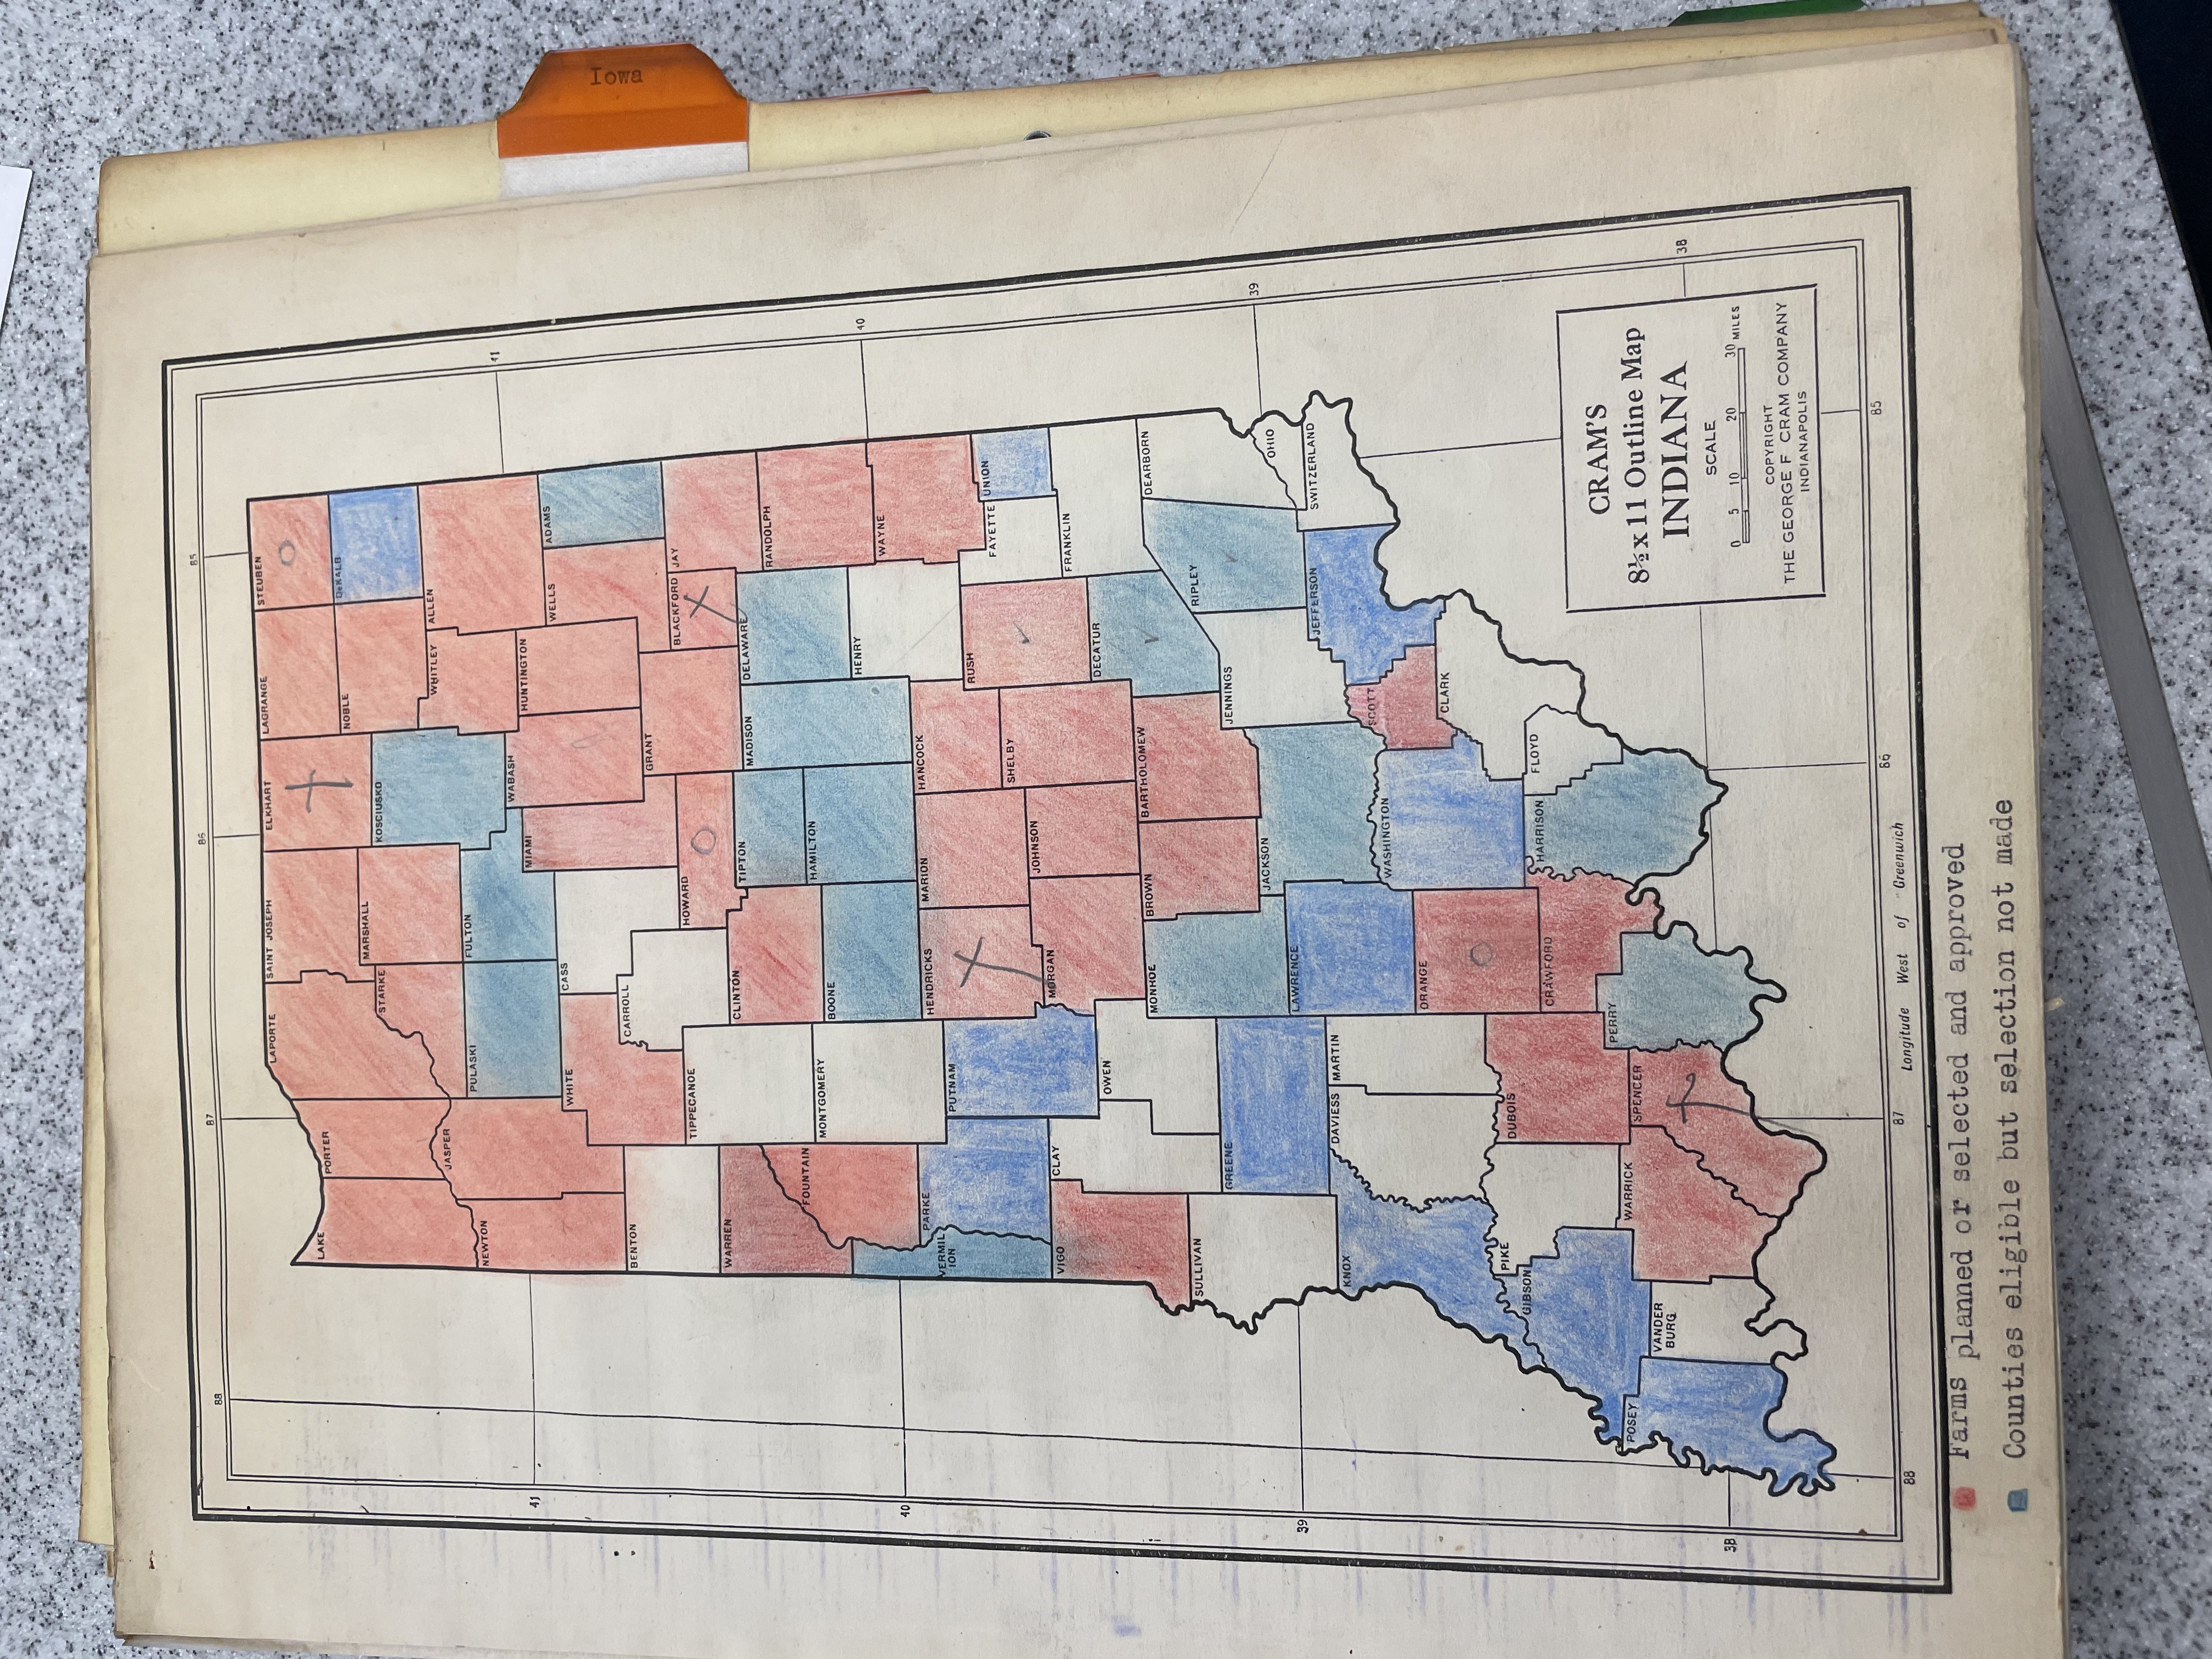 88
87
86
85
LAPORTE
SAINT JOSEPH
ELKHART
LAGRANGE
STEUBEN
LAKE
PORTER
NOBLE
DeKALB
STARKE
MARSHALL
KOSCIUSKO
JASPER
WHITLEY
ALLEN
NEWTON
PULASKI
FULTON
41
41
MIAMI
WABASH
HUNTINGTON
WELLS
ADAMS
WHITE
CASS
Iowa
BENTON
CARROLL
GRANT
TIPPECANOE
HOWARD
BLACKFORD
JAY
WARREN
CLINTON
TIPTON
MADISON
DELAWARE
RANDOLPH
FOUNTAIN
MONTGOMERY
BOONE
HAMILTON
HENRY
40
40
WAYNE
PARKE
VERMIL
ION
PUTNAM
HENDRICKS
MARION
HANCOCK
RUSH
FAYETTE
UNION
SHELBY
VIGO
CLAY
MORGAN
JOHNSON
FRANKLIN
OWEN
DECATUR
MONROE
BROWN
BARTHOLOMEW
DEARBORN
SULLIVAN
RIPLEY
GREENE
JENNINGS
39
39
JACKSON
OHIO
LAWRENCE
JEFFERSON
SWITZERLAND
KNOX
DAVIESS
MARTIN
SCOTT
WASHINGTON
ORANGE
CLARK
PIKE
GIBSON
DUBOIS
CRAWFORD
HARRISON
FLOYD
POSEY
VANDER
BURG
WARRICK
SPENCER
PERRY
38
38
CRAM'S
8½x11 Outline Map
INDIANA
SCALE
0 5 10 20 30 MILES
COPYRIGHT
THE GEORGE F CRAM COMPANY
INDIANAPOLIS
88
87
86
85
Longitude West of Greenwich
Farms planned or selected and approved
Counties eligible but selection not made